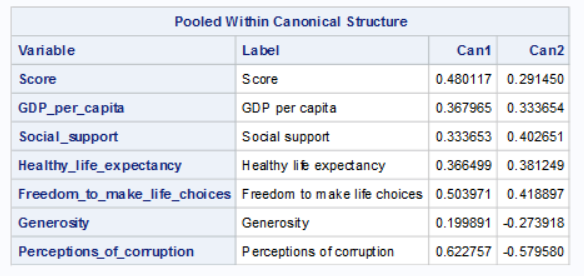 Pooled Within Canonical Structure
Variable Label Can1 Can2
Score Score 0.480117 0.291450
GDP_per_capita GDP per capita 0.367965 0.333654
Social_support Social support 0.333653 0.402651
Healthy_life_expectancy Healthy life expectancy 0.366499 0.381249
Freedom_to_make_life_choices Freedom to make life choices 0.503971 0.418897
Generosity Generosity 0.199891 -0.273918
Perceptions_of_corruption Perceptions of corruption 0.622757 -0.579580